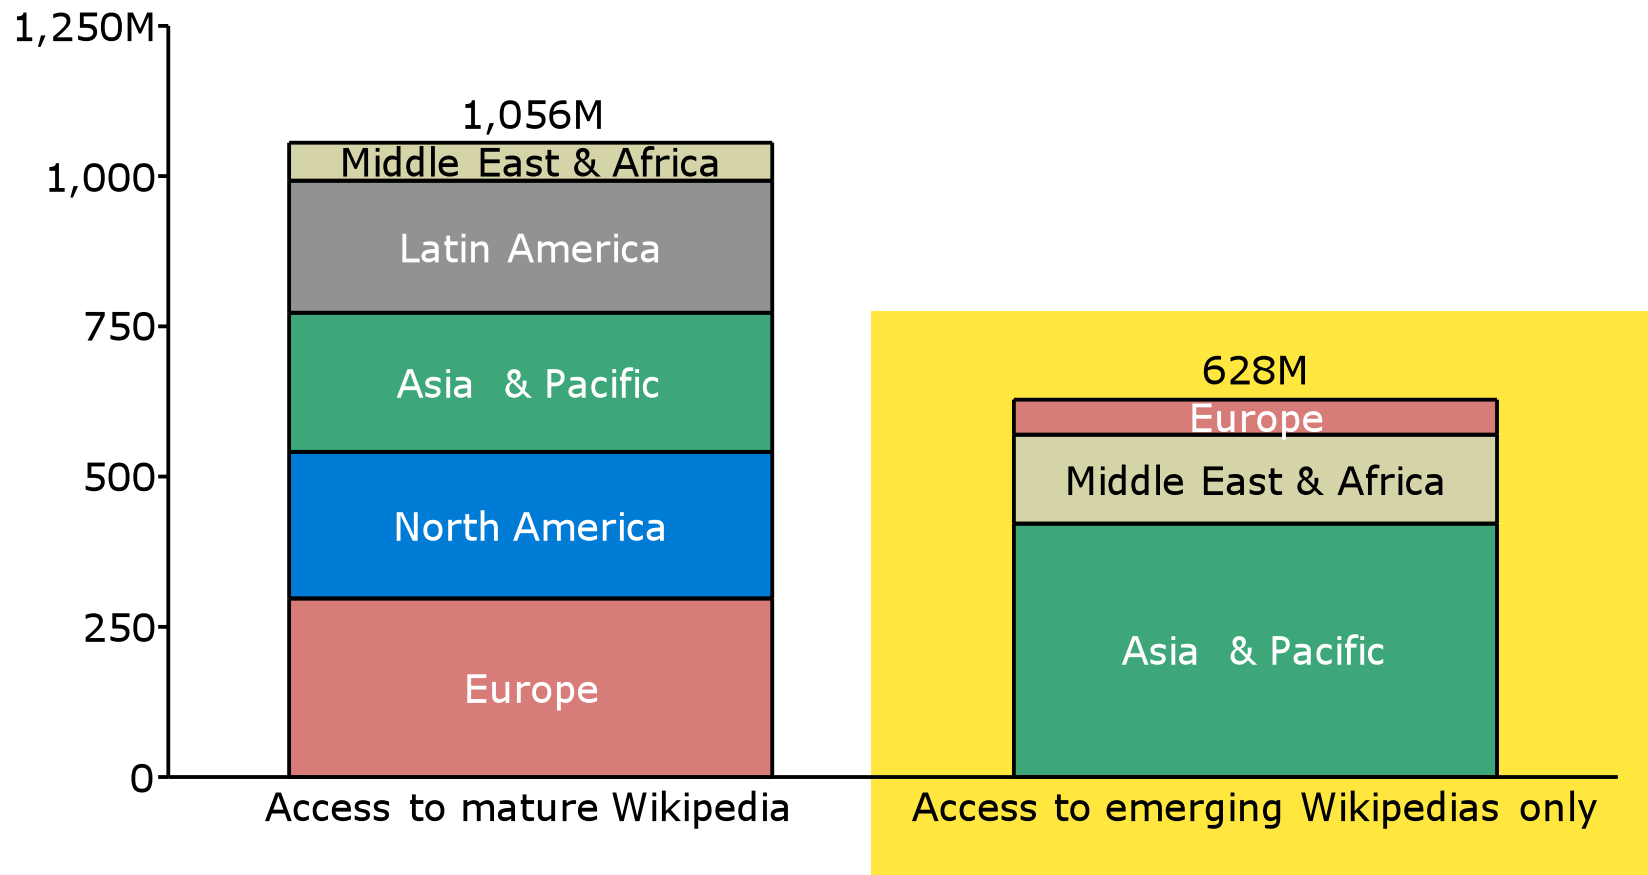 1,250M
1,000
750
500
250
0
1,056M
Middle East & Africa
Latin America
Asia & Pacific
North America
Europe
Access to mature Wikipedia
628M
Europe
Middle East & Africa
Asia & Pacific
Access to emerging Wikipedias only